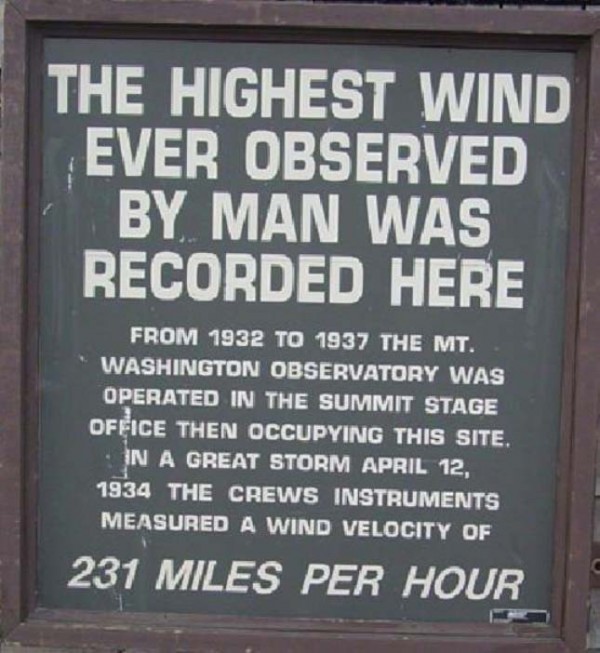 THE HIGHEST WIND
EVER OBSERVED
BY MAN WAS
RECORDED HERE
FROM 1932 TO 1937 THE MT.
WASHINGTON OBSERVATORY WAS
OPERATED IN THE SUMMIT STAGE
OFFICE THEN OCCUPYING THIS SITE.
IN A GREAT STORM APRIL 12,
1934 THE CREWS INSTRUMENTS
MEASURED A WIND VELOCITY OF
231 MILES PER HOUR